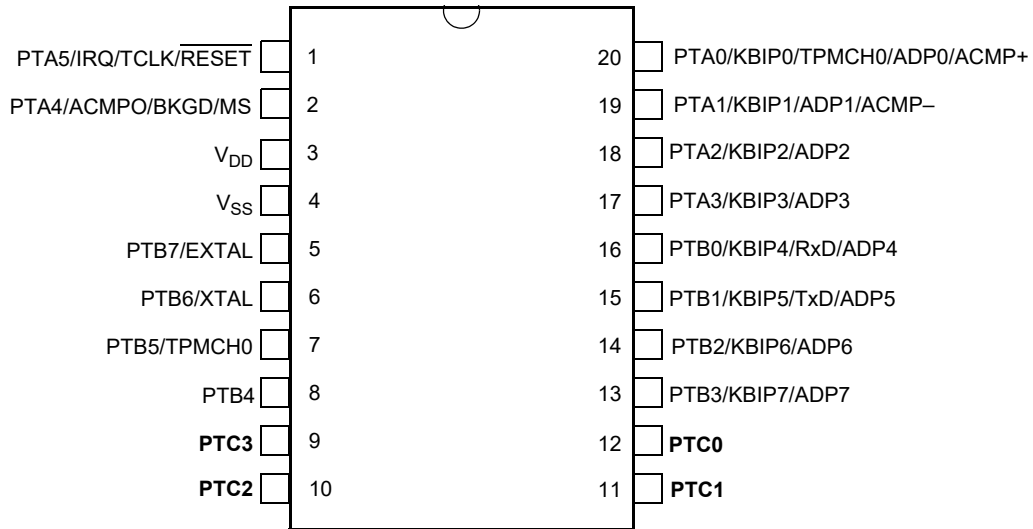 PTA5/IRQ/TCLK/RESET 1 20 PTA0/KBIP0/TPMCH0/ADP0/ACMP+
PTA4/ACMPO/BKGD/MS 2 19 PTA1/KBIP1/ADP1/ACMP–
VDD 3 18 PTA2/KBIP2/ADP2
VSS 4 17 PTA3/KBIP3/ADP3
PTB7/EXTAL 5 16 PTB0/KBIP4/RxD/ADP4
PTB6/XTAL 6 15 PTB1/KBIP5/TxD/ADP5
PTB5/TPMCH0 7 14 PTB2/KBIP6/ADP6
PTB4 8 13 PTB3/KBIP7/ADP7
PTC3 9 12 PTC0
PTC2 10 11 PTC1